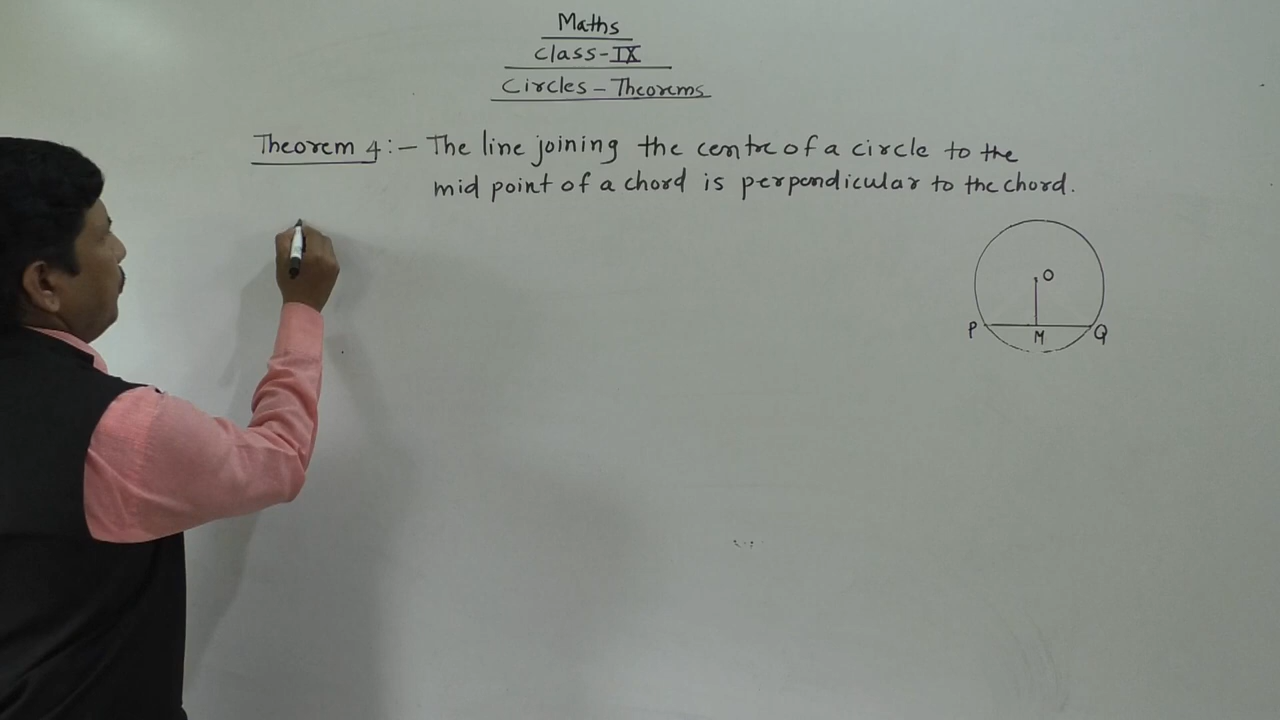 Maths
Class-IX
Circles - Theorems
Theorem 4:- The line joining the centre of a circle to the
mid point of a chord is perpendicular to the chord.
O
P M Q